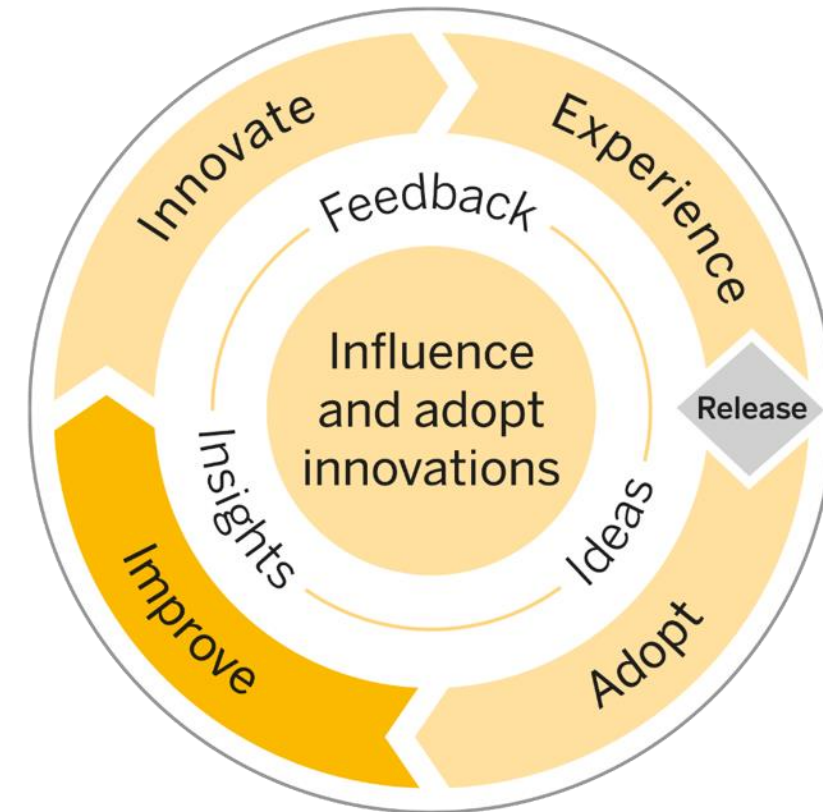 Innovate
Experience
Feedback
Influence
and adopt
innovations
Release
Insights
Ideas
Improve
Adopt